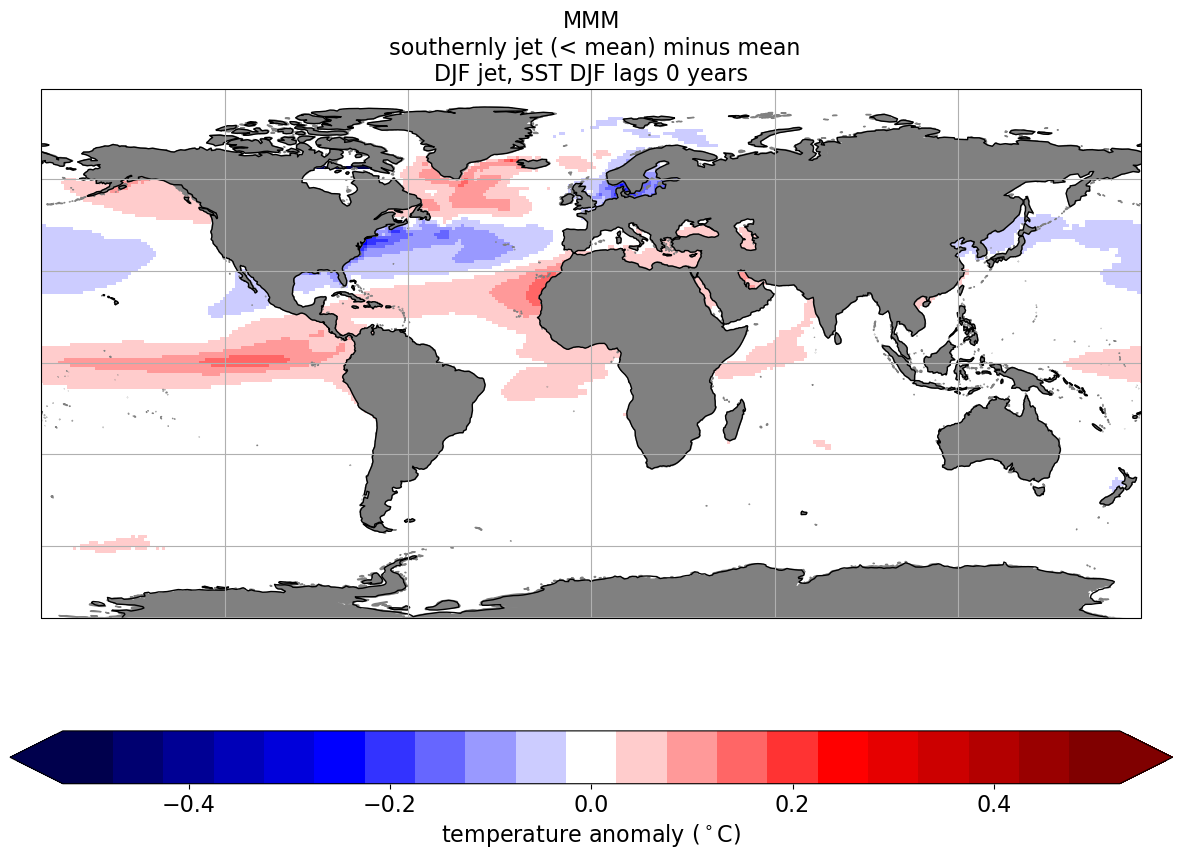 MMM
southernly jet (< mean) minus mean
DJF jet, SST DJF lags 0 years
−0.4 −0.2 0.0 0.2 0.4
temperature anomaly (°C)